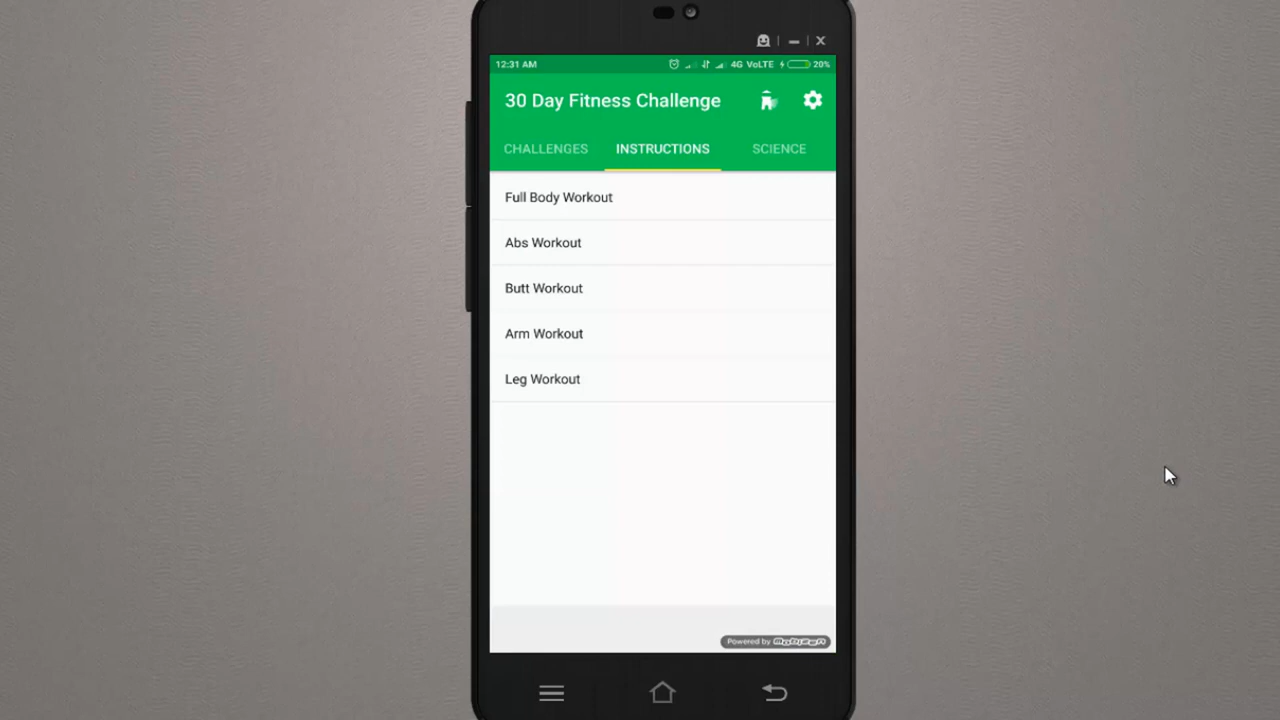 12:31 AM 4G VoLTE 20%
30 Day Fitness Challenge
CHALLENGES INSTRUCTIONS SCIENCE
Full Body Workout
Abs Workout
Butt Workout
Arm Workout
Leg Workout
Powered by Mobizen